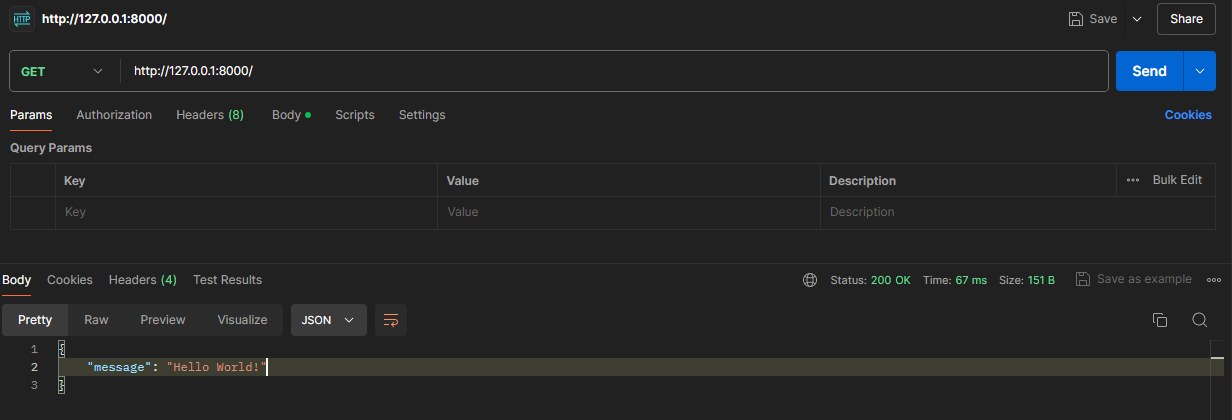 HTTP http://127.0.0.1:8000/ Save Share
GET http://127.0.0.1:8000/ Send
Params Authorization Headers (8) Body Scripts Settings Cookies
Query Params
Key Value Description Bulk Edit
Key Value Description
Body Cookies Headers (4) Test Results Status: 200 OK Time: 67 ms Size: 151 B Save as example
Pretty Raw Preview Visualize JSON
1 {
2 "message": "Hello World!"
3 }